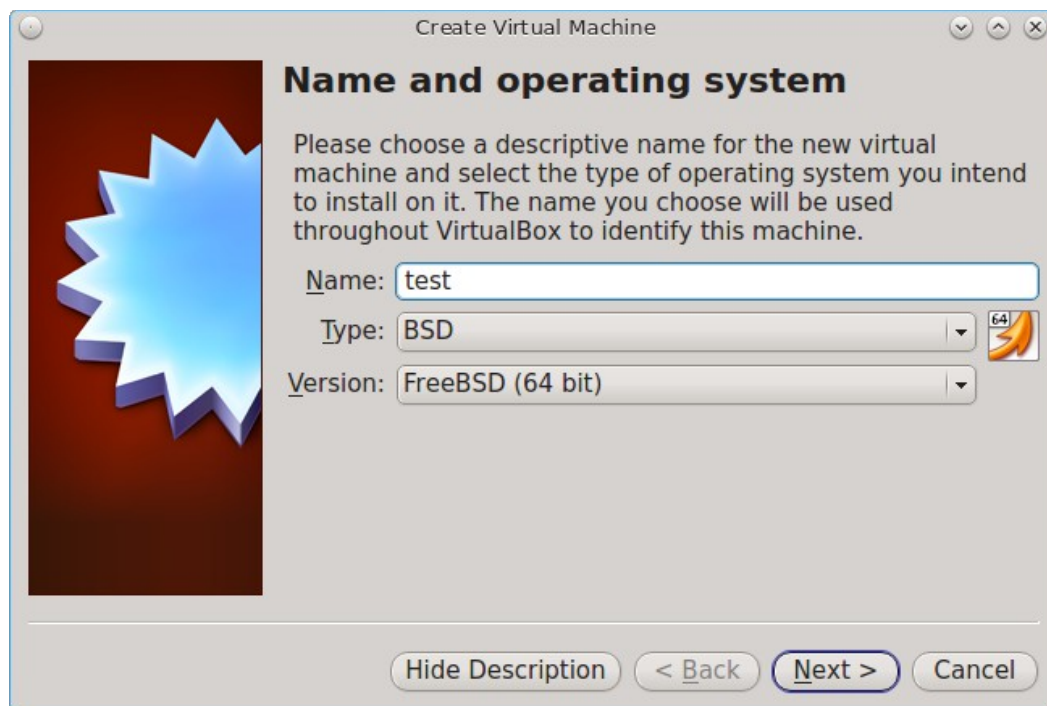 Create Virtual Machine
Name and operating system
Please choose a descriptive name for the new virtual
machine and select the type of operating system you intend
to install on it. The name you choose will be used
throughout VirtualBox to identify this machine.
Name: test
Type: BSD 64
Version: FreeBSD (64 bit)
Hide Description < Back Next > Cancel